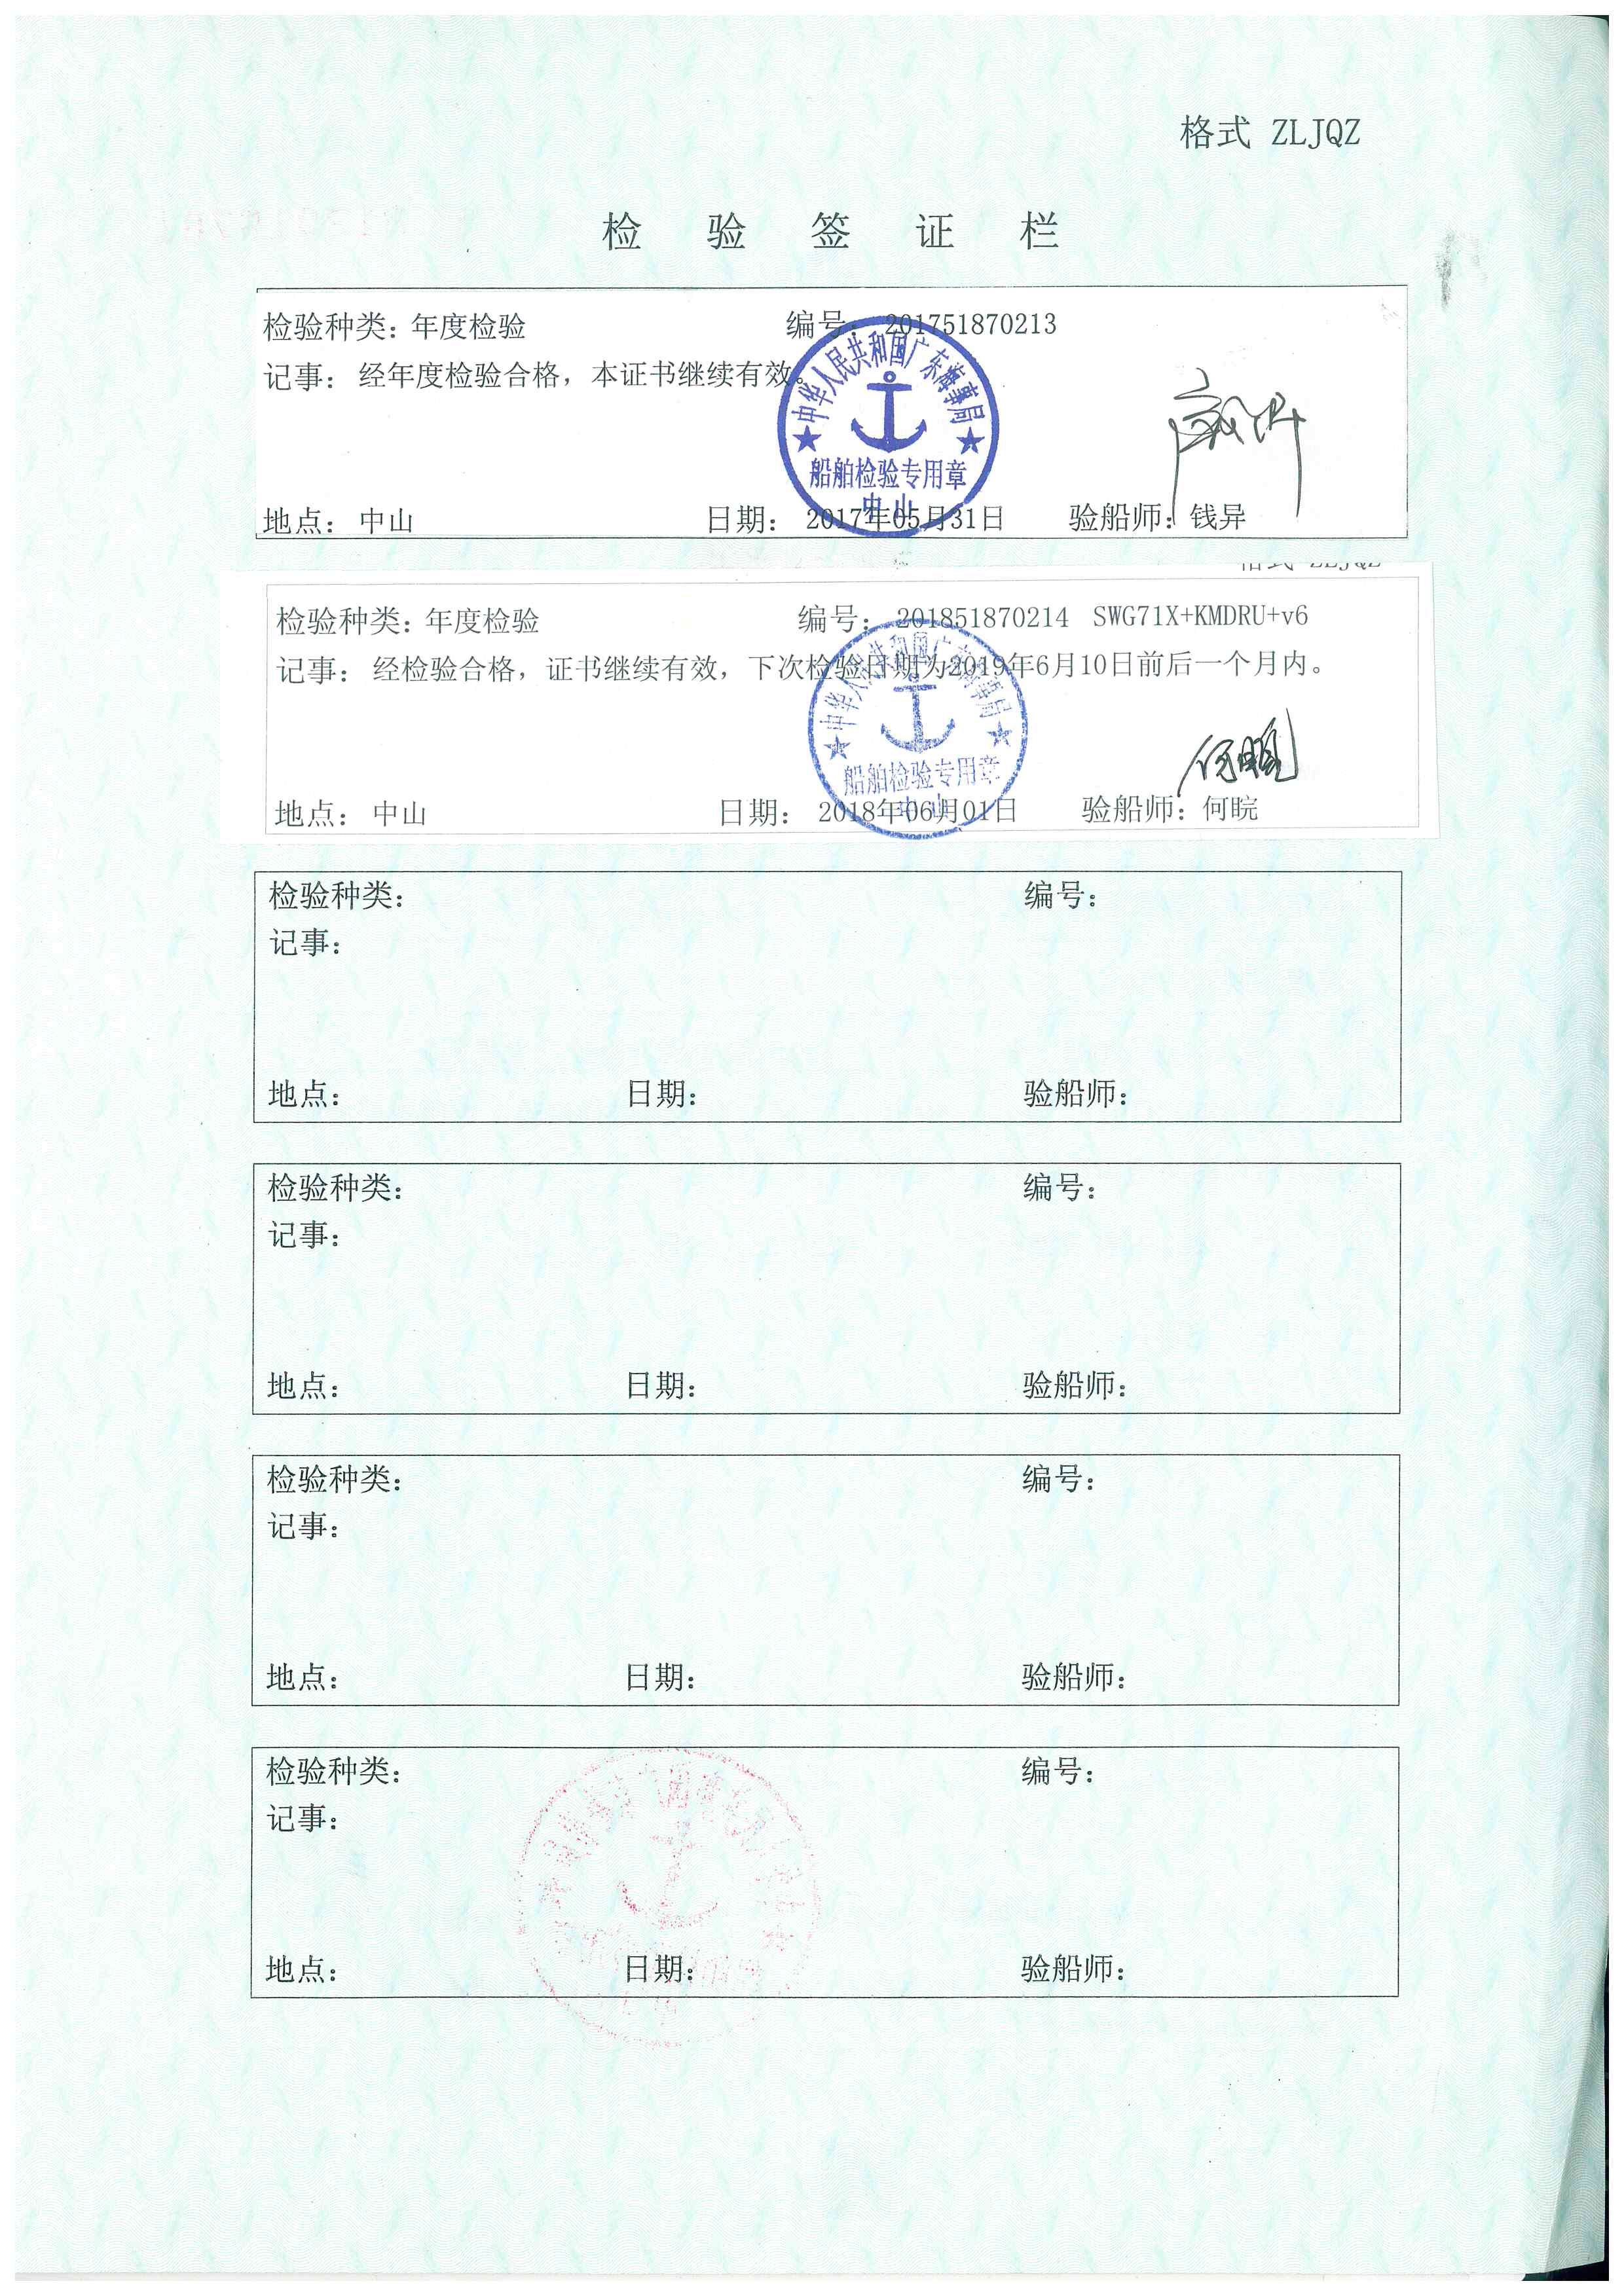 格式 ZLJQZ
检 验 签 证 栏
检验种类: 年度检验 编号: 201751870213
记事: 经年度检验合格，本证书继续有效。
中华人民共和国广东海事局
船舶检验专用章
中山
地点: 中山 日期: 2017年05月31日 验船师: 钱异
格式 ZLJQZ
检验种类: 年度检验 编号: 201851870214 SWG71X+KMDRU+v6
记事: 经检验合格，证书继续有效，下次检验日期为2019年6月10日前后一个月内。
中华人民共和国广东海事局
船舶检验专用章
中山
地点: 中山 日期: 2018年06月01日 验船师: 何睆
检验种类: 编号:
记事:
地点: 日期: 验船师:
检验种类: 编号:
记事:
地点: 日期: 验船师:
检验种类: 编号:
记事:
地点: 日期: 验船师:
检验种类: 编号:
记事:
地点: 日期: 验船师: